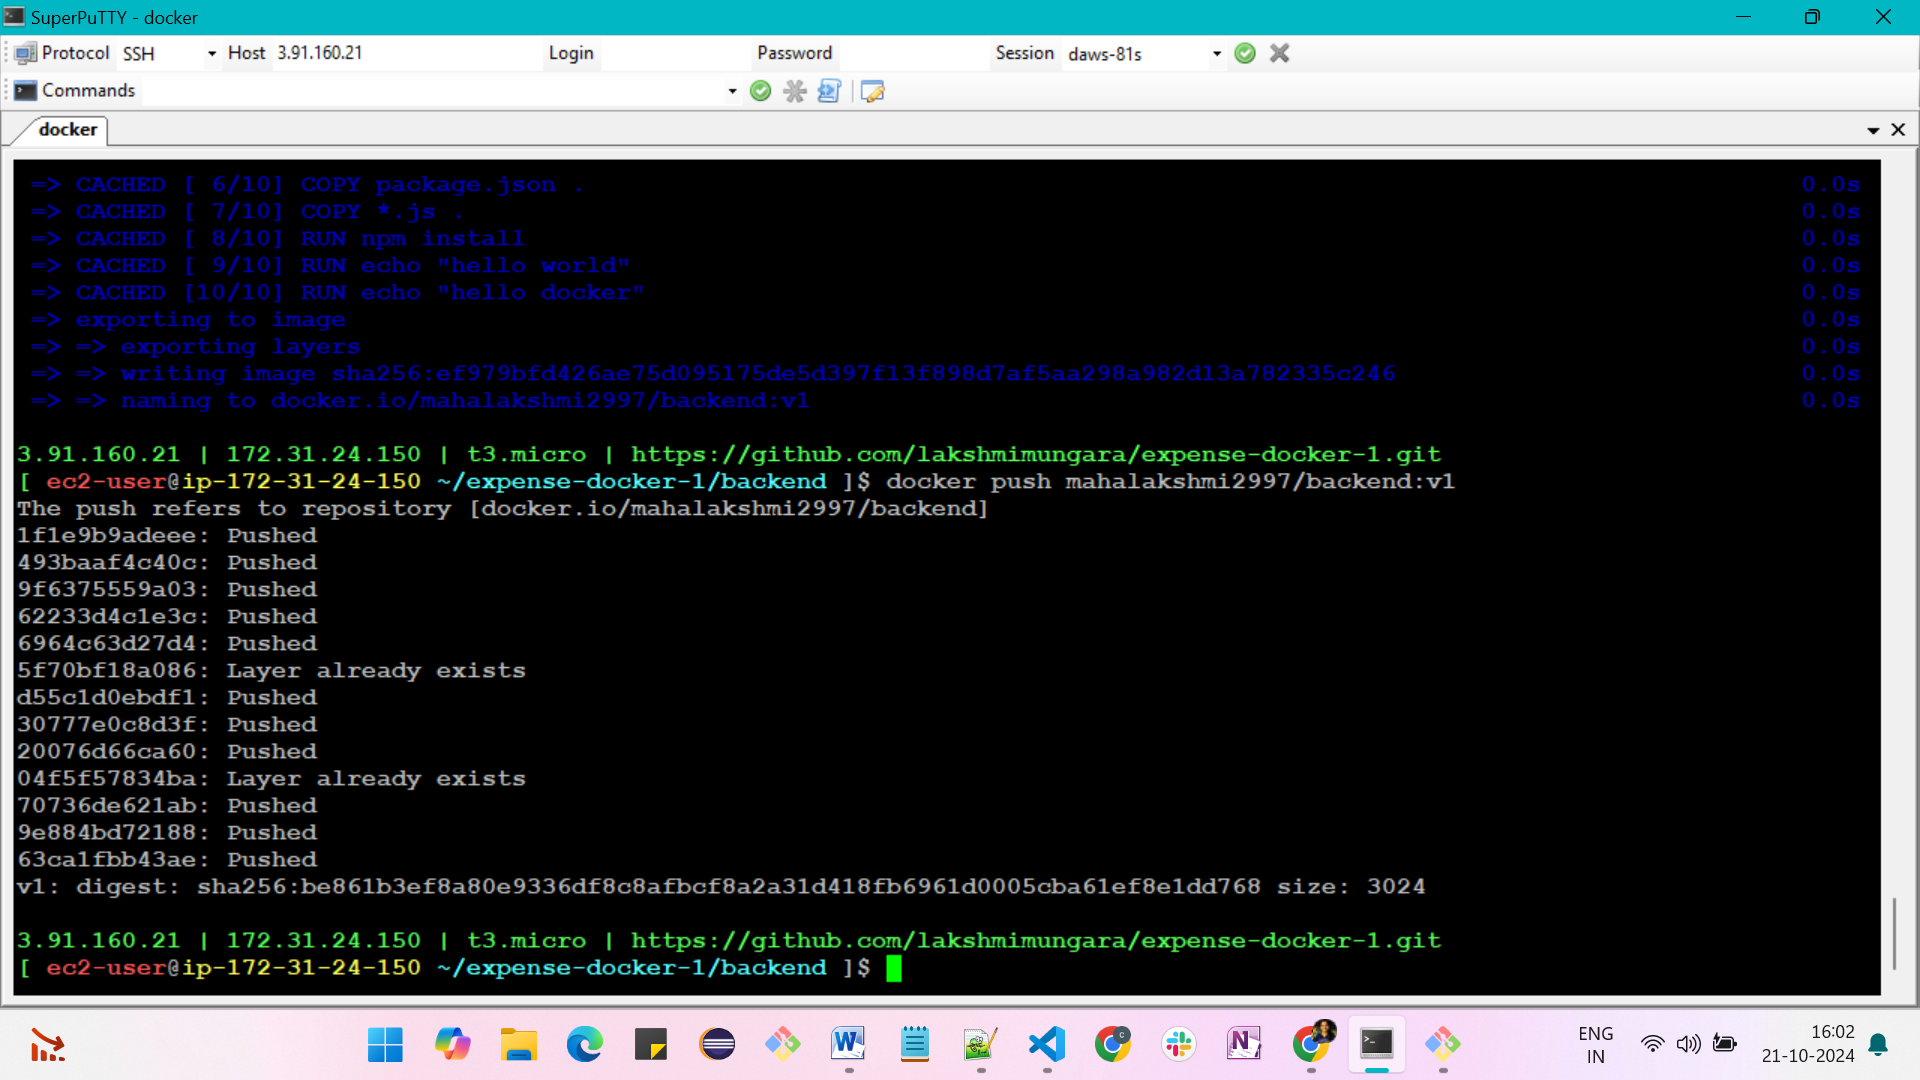 SuperPuTTY - docker
Protocol SSH Host 3.91.160.21 Login Password Session daws-81s
Commands
docker
=> CACHED [ 6/10] COPY package.json . 0.0s
=> CACHED [ 7/10] COPY *.js . 0.0s
=> CACHED [ 8/10] RUN npm install 0.0s
=> CACHED [ 9/10] RUN echo "hello world" 0.0s
=> CACHED [10/10] RUN echo "hello docker" 0.0s
=> exporting to image 0.0s
=> => exporting layers 0.0s
=> => writing image sha256:ef979bfd426ae75d095175de5d397f13f898d7af5aa298a982d13a782335c246 0.0s
=> => naming to docker.io/mahalakshmi2997/backend:v1 0.0s
3.91.160.21 | 172.31.24.150 | t3.micro | https://github.com/lakshmimungara/expense-docker-1.git
[ ec2-user@ip-172-31-24-150 ~/expense-docker-1/backend ]$ docker push mahalakshmi2997/backend:v1
The push refers to repository [docker.io/mahalakshmi2997/backend]
1f1e9b9adeee: Pushed
493baaf4c40c: Pushed
9f6375559a03: Pushed
62233d4c1e3c: Pushed
6964c63d27d4: Pushed
5f70bf18a086: Layer already exists
d55c1d0ebdf1: Pushed
30777e0c8d3f: Pushed
20076d66ca60: Pushed
04f5f57834ba: Layer already exists
70736de621ab: Pushed
9e884bd72188: Pushed
63ca1fbb43ae: Pushed
v1: digest: sha256:be861b3ef8a80e9336df8c8afbcf8a2a31d418fb6961d0005cba61ef8e1dd768 size: 3024
3.91.160.21 | 172.31.24.150 | t3.micro | https://github.com/lakshmimungara/expense-docker-1.git
[ ec2-user@ip-172-31-24-150 ~/expense-docker-1/backend ]$
ENG
IN
16:02
21-10-2024